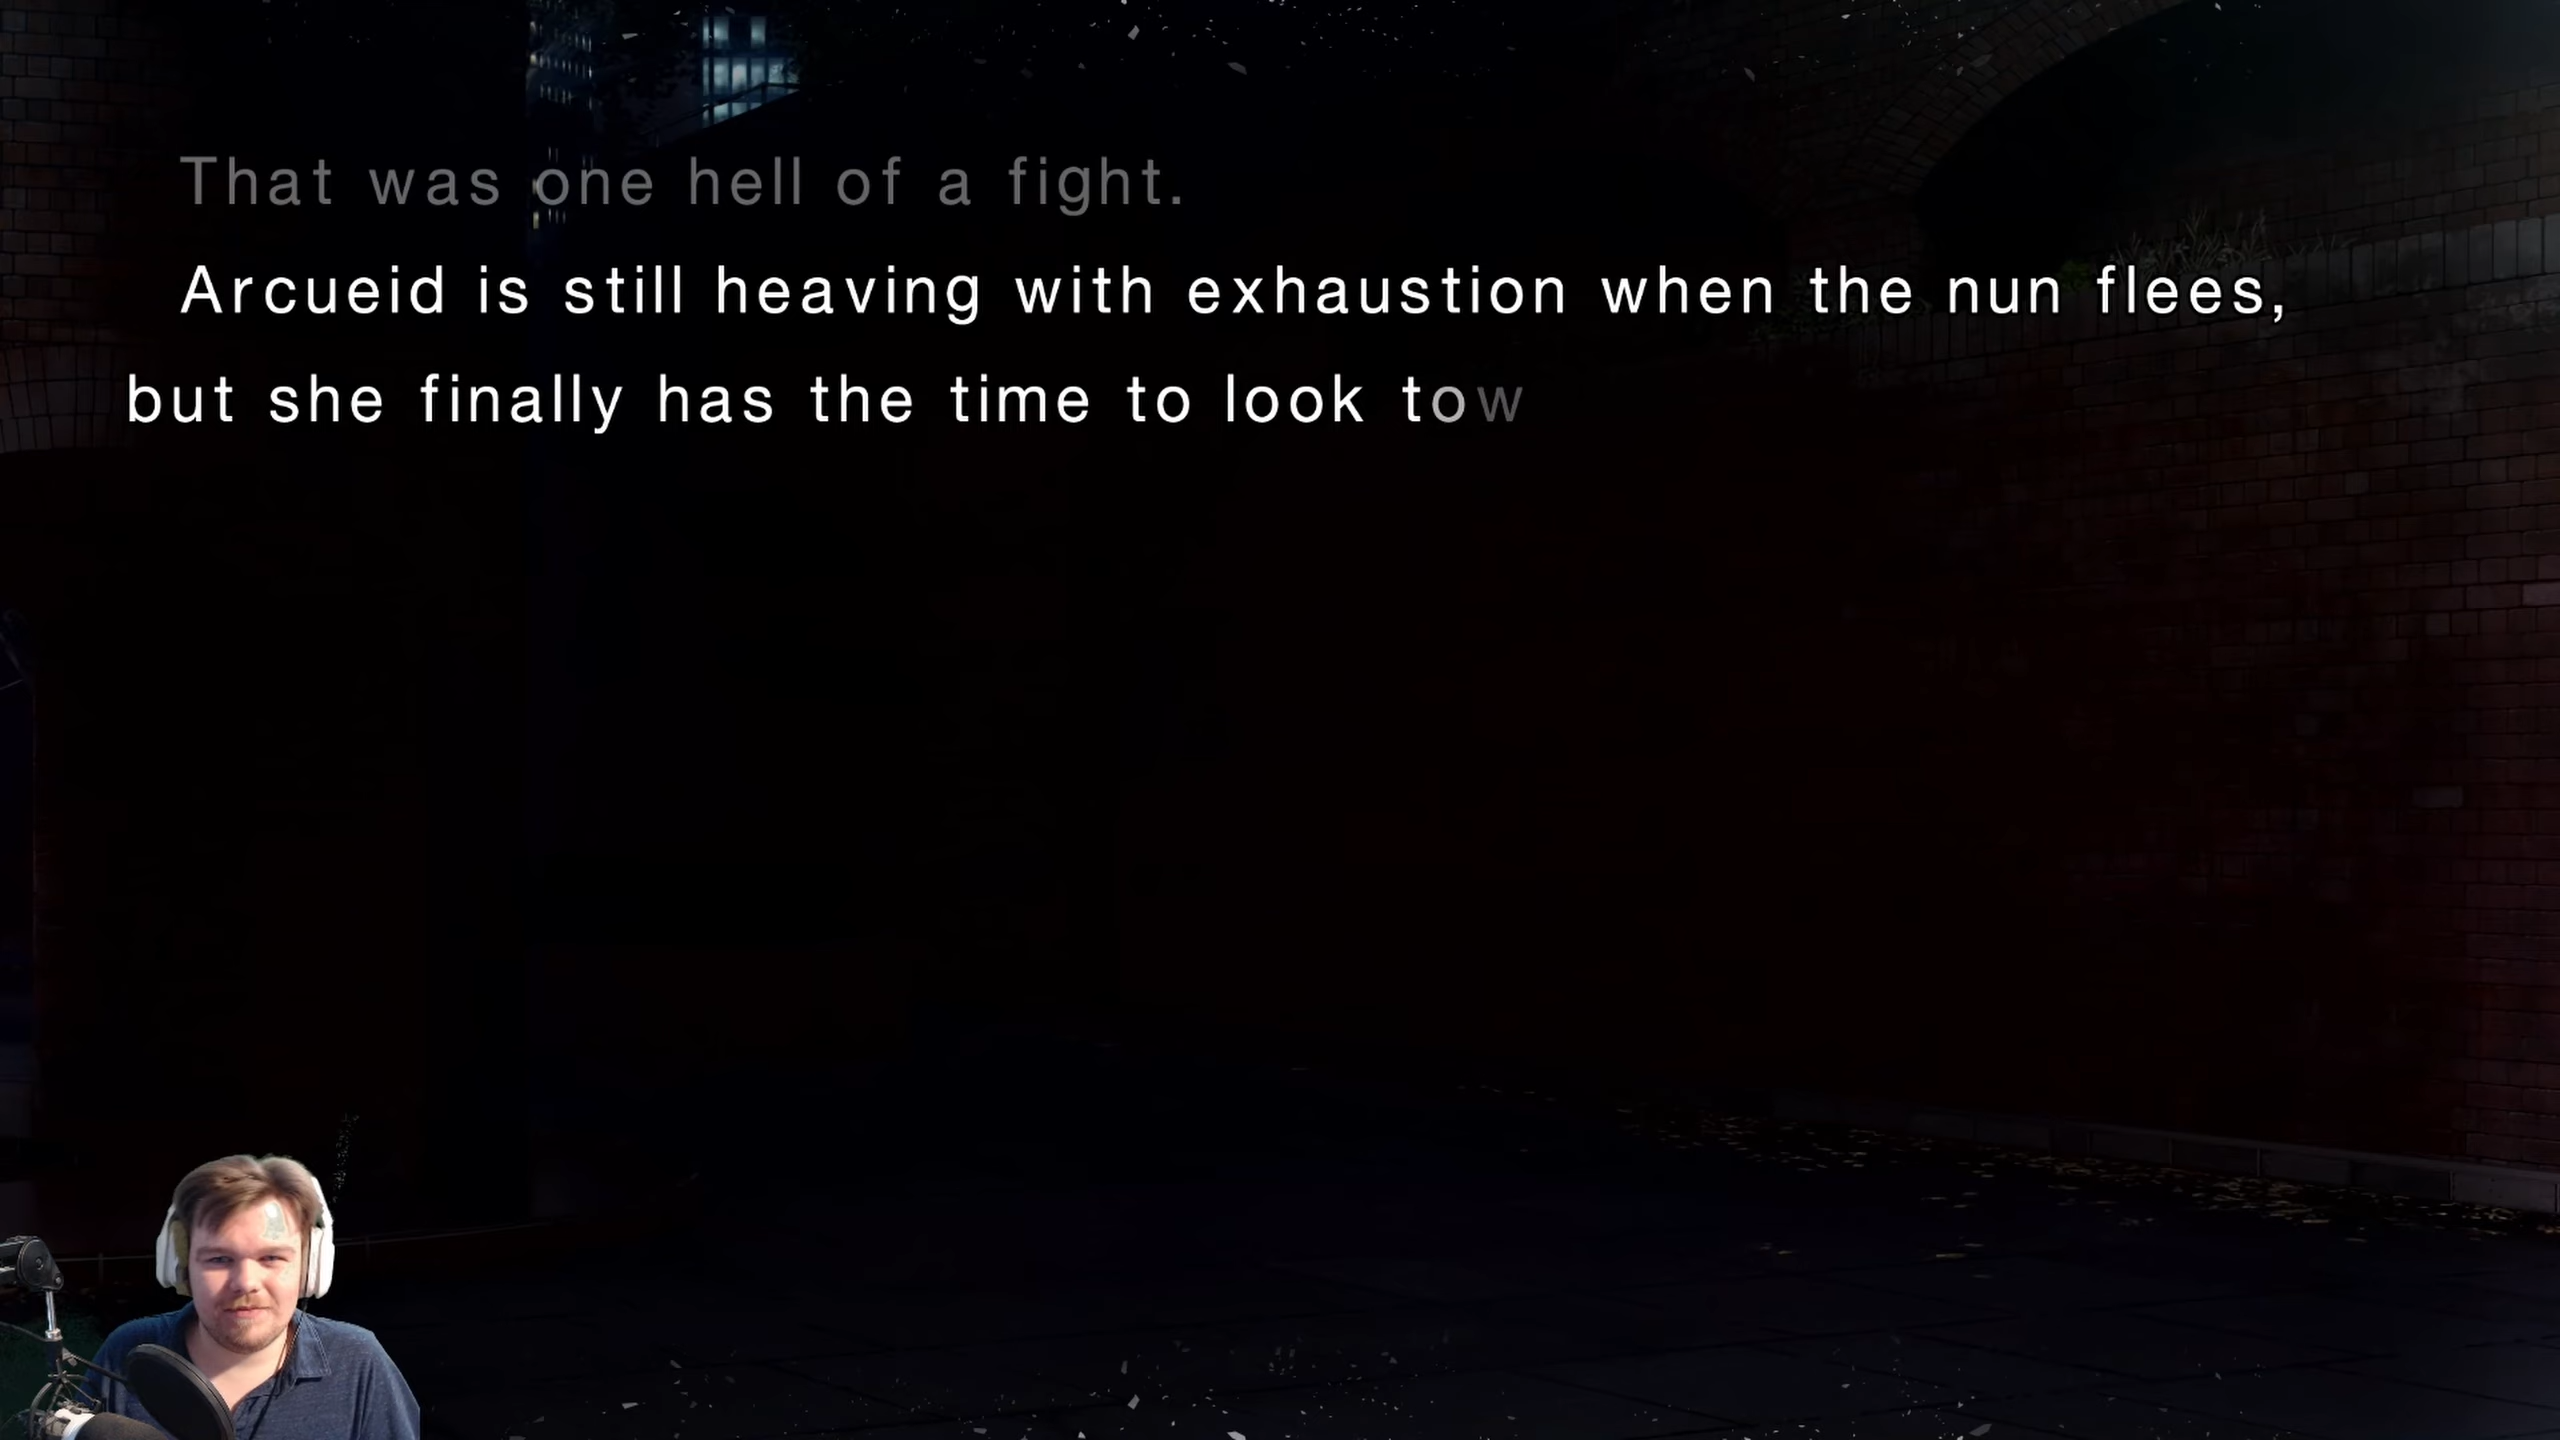 That was one hell of a fight.
Arcueid is still heaving with exhaustion when the nun flees,
but she finally has the time to look tow